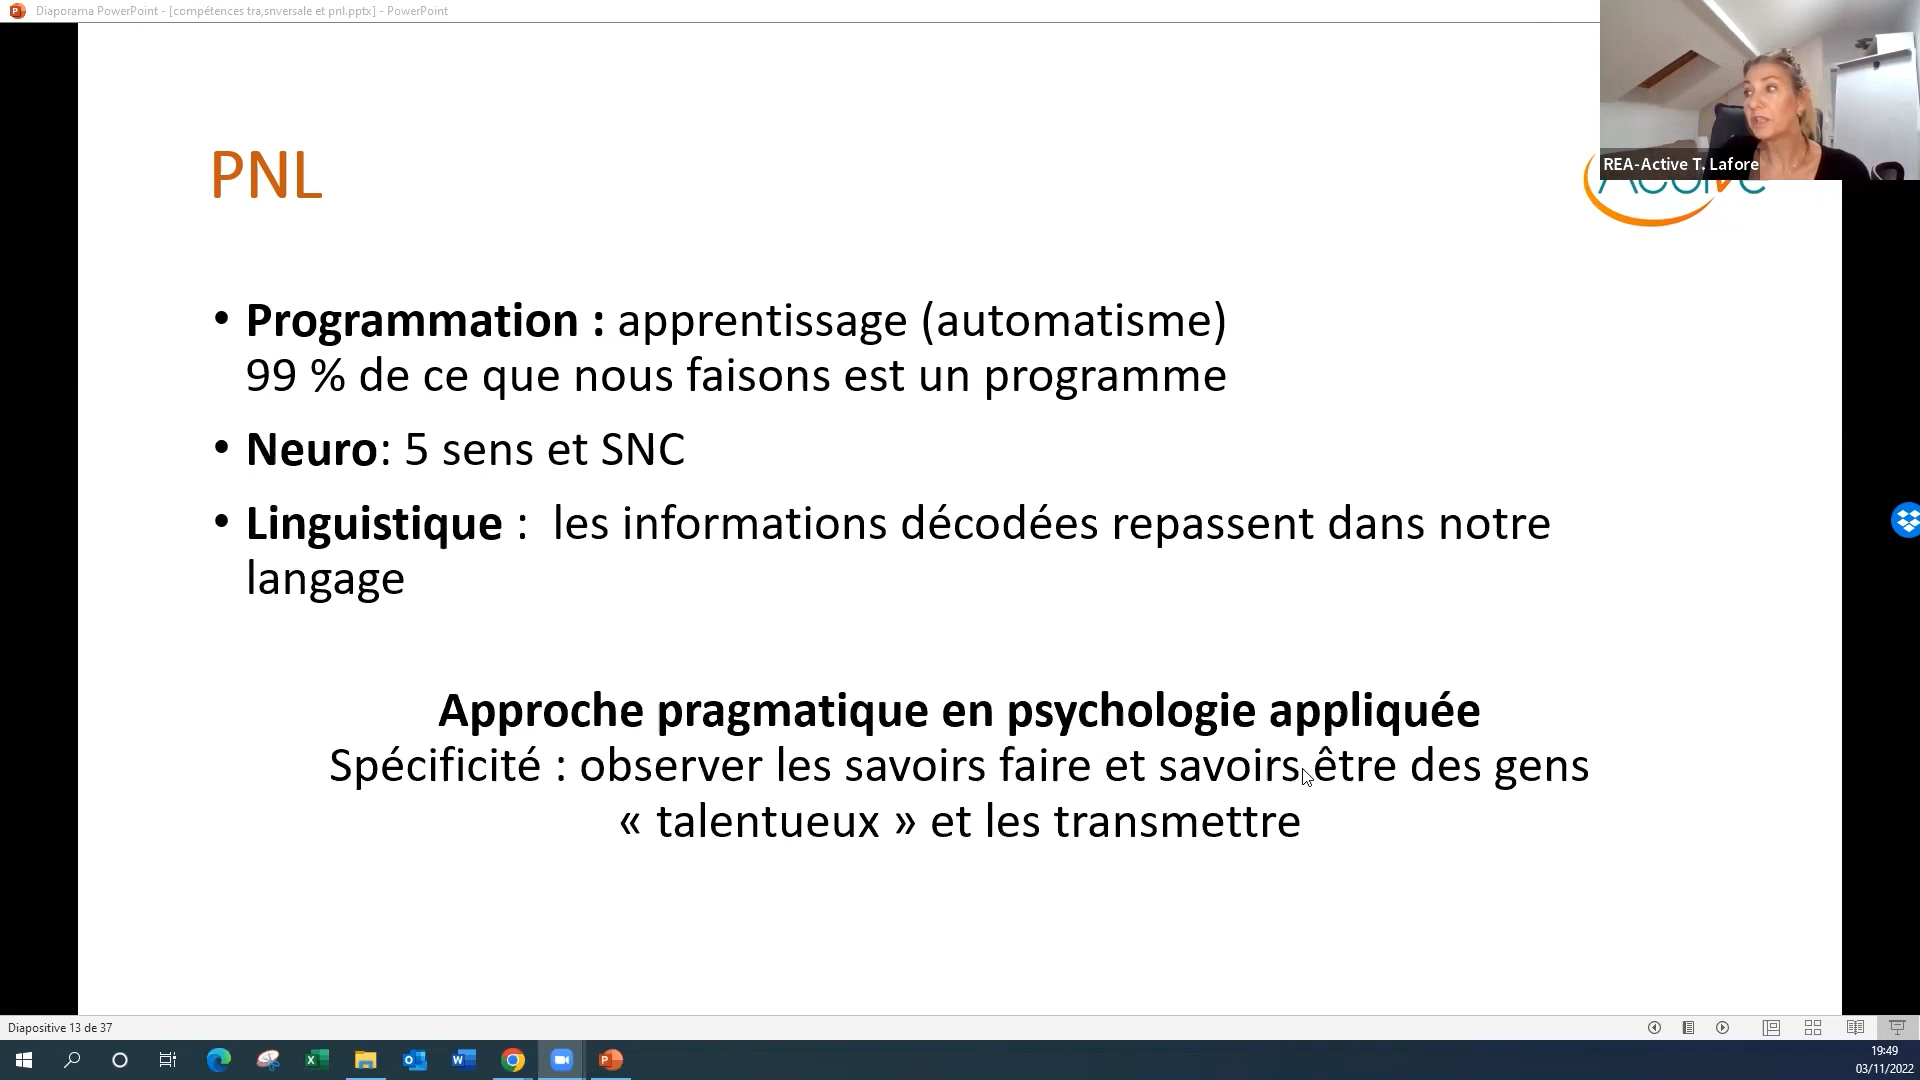 Diaporama PowerPoint - [compétences tra,snversale et pnl.pptx] - PowerPoint
REA-Active T. Lafore
PNL
• Programmation : apprentissage (automatisme)
99 % de ce que nous faisons est un programme
• Neuro: 5 sens et SNC
• Linguistique :  les informations décodées repassent dans notre
langage
Approche pragmatique en psychologie appliquée
Spécificité : observer les savoirs faire et savoirs être des gens
« talentueux » et les transmettre
Diapositive 13 de 37
19:49
03/11/2022